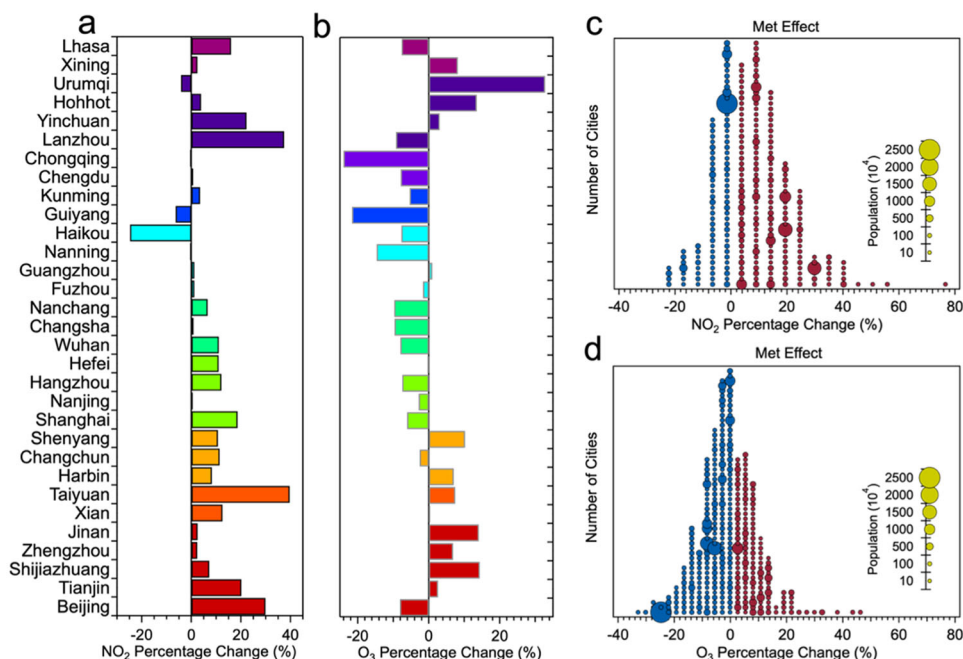 a
b
c
Met Effect
Lhasa
Xining
Urumqi
Hohhot
Yinchuan
Lanzhou
Chongqing
Chengdu
Kunming
Guiyang
Haikou
Nanning
Guangzhou
Fuzhou
Nanchang
Changsha
Wuhan
Hefei
Hangzhou
Nanjing
Shanghai
Shenyang
Changchun
Harbin
Taiyuan
Xian
Jinan
Zhengzhou
Shijiazhuang
Tianjin
Beijing
-20 0 20 40
NO₂ Percentage Change (%)
-20 0 20
O₃ Percentage Change (%)
Number of Cities
Population (10⁴)
2500
2000
1500
1000
500
100
10
-40 -20 0 20 40 60 80
NO₂ Percentage Change (%)
d
Met Effect
Number of Cities
Population (10⁴)
2500
2000
1500
1000
500
100
10
-40 -20 0 20 40 60 80
O₃ Percentage Change (%)